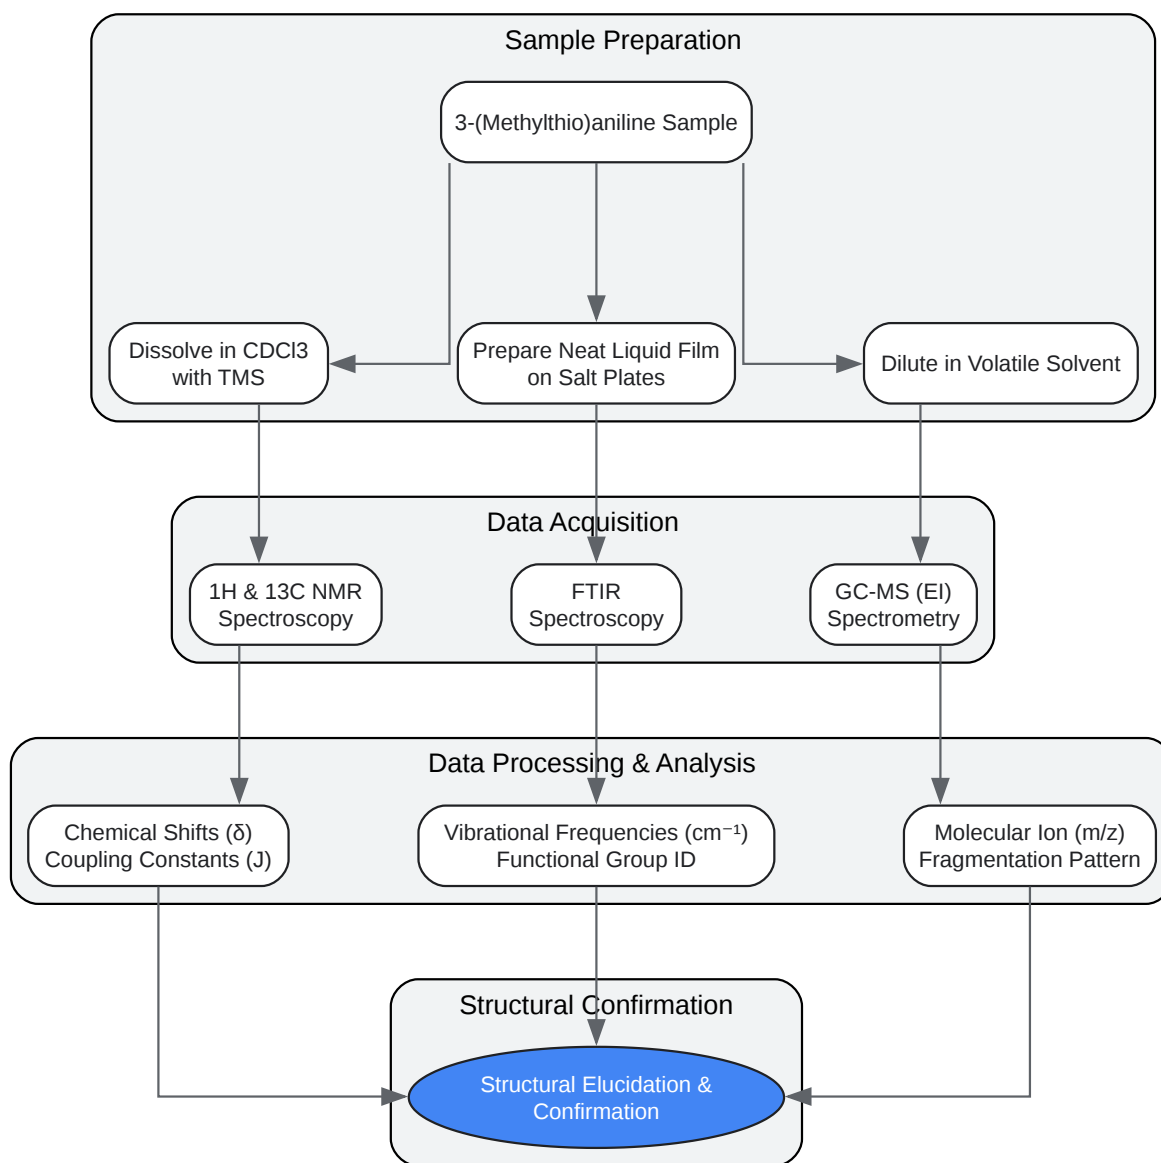 Sample Preparation
3-(Methylthio)aniline Sample
Dissolve in CDCl3
with TMS
Prepare Neat Liquid Film
on Salt Plates
Dilute in Volatile Solvent
Data Acquisition
1H & 13C NMR
Spectroscopy
FTIR
Spectroscopy
GC-MS (EI)
Spectrometry
Data Processing & Analysis
Chemical Shifts (δ)
Coupling Constants (J)
Vibrational Frequencies (cm⁻¹)
Functional Group ID
Molecular Ion (m/z)
Fragmentation Pattern
Structural Confirmation
Structural Elucidation &
Confirmation